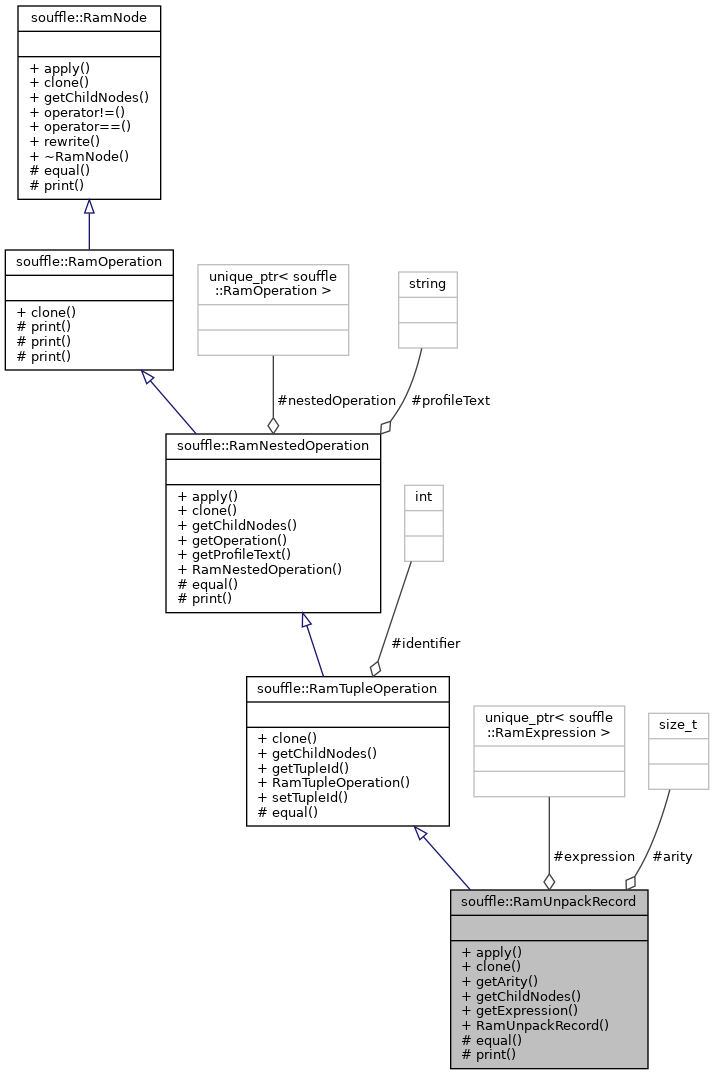 souffle::RamNode
+ apply()
+ clone()
+ getChildNodes()
+ operator!=()
+ operator==()
+ rewrite()
+ ~RamNode()
# equal()
# print()
souffle::RamOperation
+ clone()
# print()
# print()
# print()
unique_ptr< souffle
::RamOperation >
string
#nestedOperation
#profileText
souffle::RamNestedOperation
+ apply()
+ clone()
+ getChildNodes()
+ getOperation()
+ getProfileText()
+ RamNestedOperation()
# equal()
# print()
int
#identifier
souffle::RamTupleOperation
+ clone()
+ getChildNodes()
+ getTupleId()
+ RamTupleOperation()
+ setTupleId()
# equal()
unique_ptr< souffle
::RamExpression >
size_t
#expression
#arity
souffle::RamUnpackRecord
+ apply()
+ clone()
+ getArity()
+ getChildNodes()
+ getExpression()
+ RamUnpackRecord()
# equal()
# print()